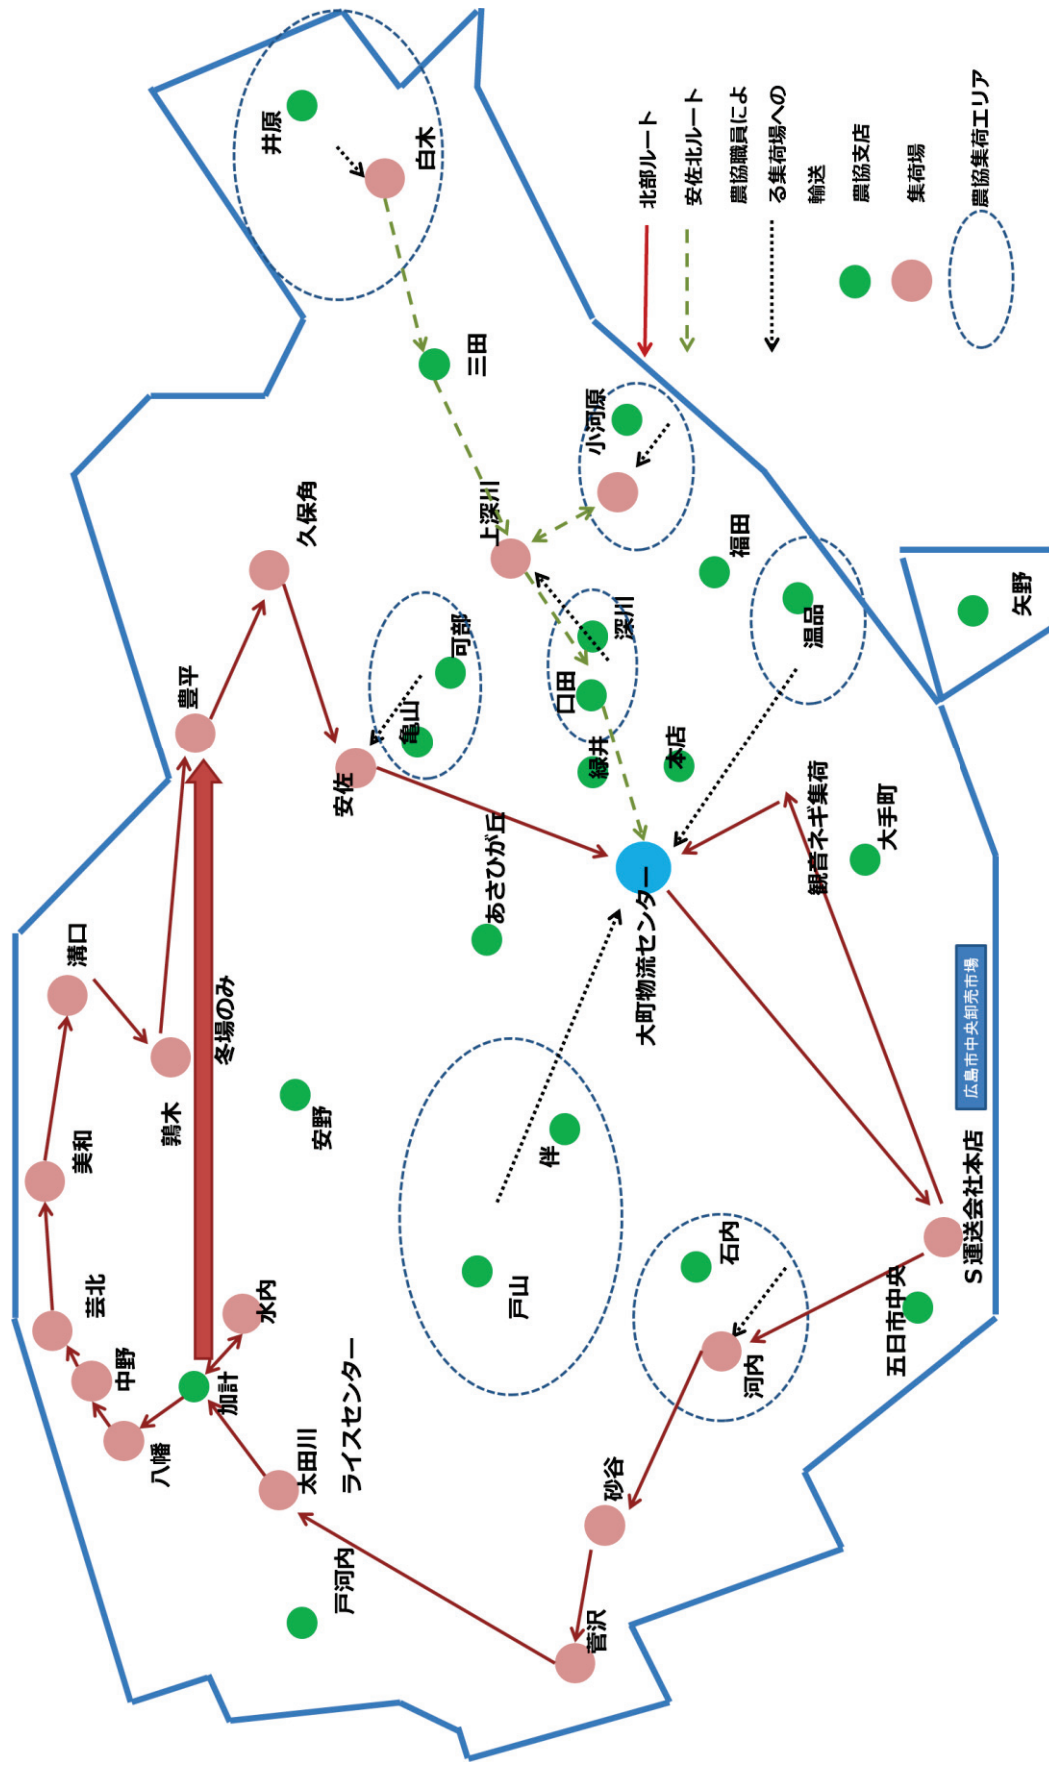 溝口
美和
芸北
中野
八幡
鶉木
豊平
冬場のみ
加計
水内
井原
久保角
太田川
ライスセンター
安野
戸河内
安佐
亀山
可部
白木
三田
上深川
あさひが丘
戸山
伴
口田
深川
緑井
小河原
菅沢
砂谷
大町物流センター
本店
石内
河内
福田
温品
観音ネギ集荷
大手町
五日市中央
S運送会社本店
広島市中央卸売市場
矢野
北部ルート
安佐北ルート
農協職員によ
る集荷場への
輸送
農協支店
集荷場
農協集荷エリア